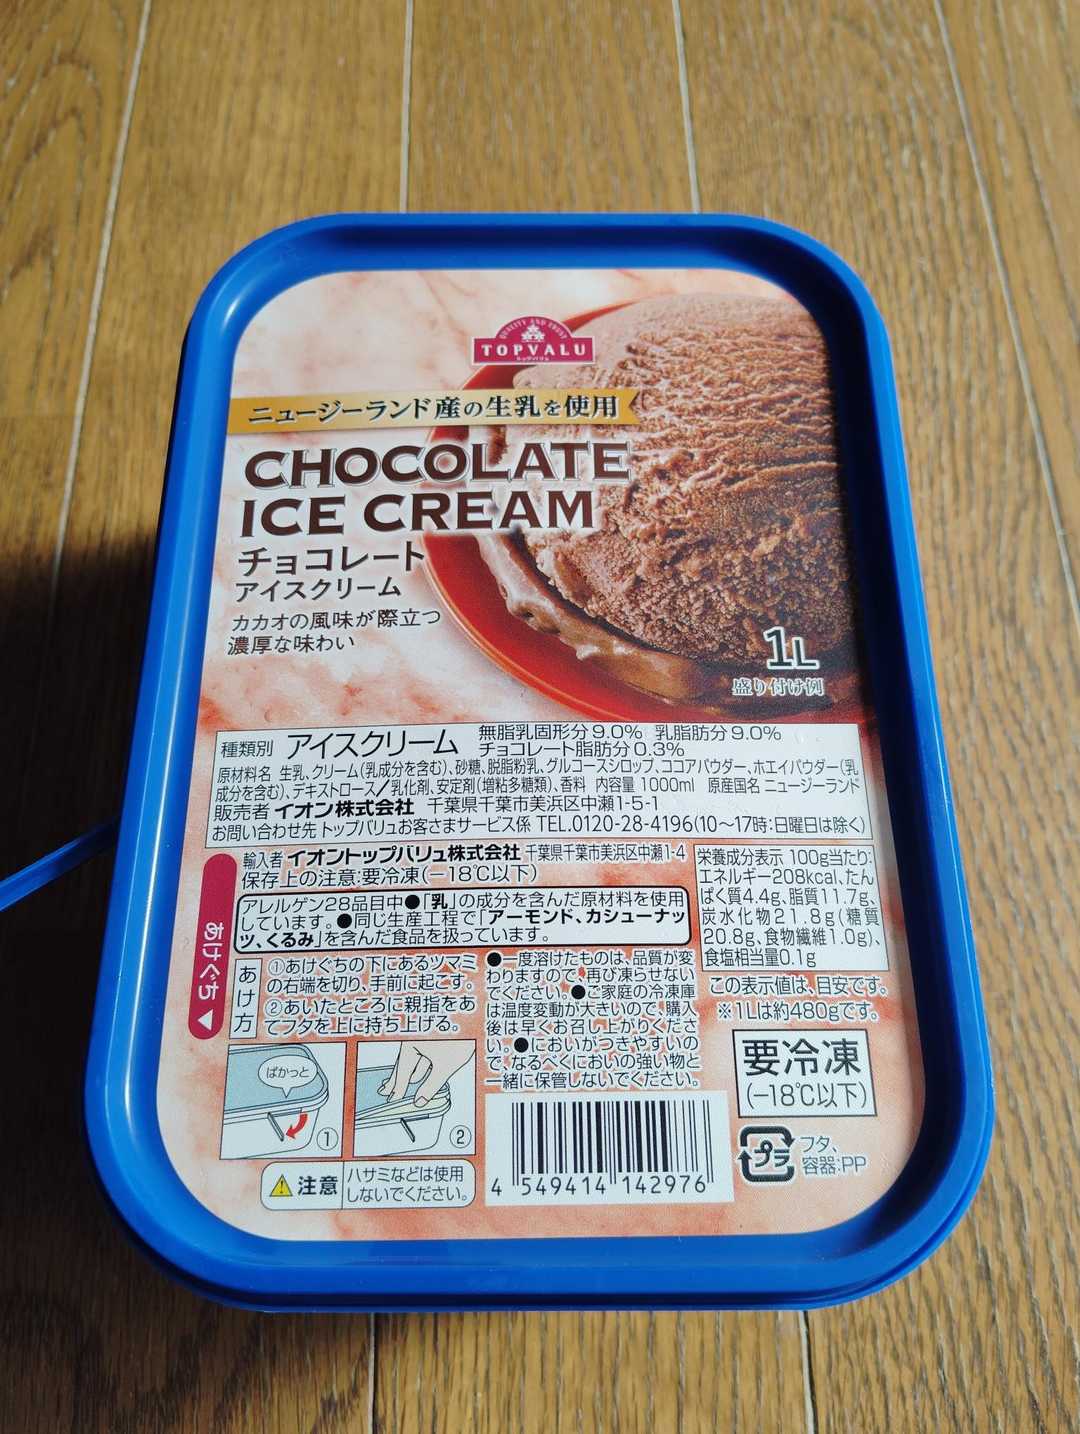 QUALITY AND TRUST
TOPVALU
トップバリュ
ニュージーランド産の生乳を使用
CHOCOLATE
ICE CREAM
チョコレート
アイスクリーム
カカオの風味が際立つ
濃厚な味わい
1L
盛り付け例
種類別 アイスクリーム 無脂乳固形分9.0% 乳脂肪分9.0%
チョコレート脂肪分0.3%
原材料名 生乳、クリーム(乳成分を含む)、砂糖、脱脂粉乳、グルコースシロップ、ココアパウダー、ホエイパウダー(乳
成分を含む)、デキストロース/乳化剤、安定剤(増粘多糖類)、香料 内容量 1000ml 原産国名 ニュージーランド
販売者 イオン株式会社 千葉県千葉市美浜区中瀬1-5-1
お問い合わせ先 トップバリュお客さまサービス係 TEL.0120-28-4196(10〜17時:日曜日は除く)
輸入者 イオントップバリュ株式会社 千葉県千葉市美浜区中瀬1-4
保存上の注意:要冷凍(−18℃以下)
アレルゲン28品目中●「乳」の成分を含んだ原材料を使用
しています。●同じ生産工程で「アーモンド、カシューナッ
ツ、くるみ」を含んだ食品を扱っています。
栄養成分表示 100g当たり:
エネルギー208kcal、たん
ぱく質4.4g、脂質11.7g、
炭水化物21.8g(糖質
20.8g、食物繊維1.0g)、
食塩相当量0.1g
この表示値は、目安です。
※1Lは約480gです。
あけぐち▼
あけ方
①あけぐちの下にあるツマミ
の右端を切り、手前に起こす。
②あいたところに親指をあ
てフタを上に持ち上げる。
●一度溶けたものは、品質が変
わりますので、再び凍らせない
でください。●ご家庭の冷凍庫
は温度変動が大きいので、購入
後は早くお召し上がりくださ
い。●においがつきやすいの
で、なるべくにおいの強い物と
一緒に保管しないでください。
ぱかっと
①
②
注意
ハサミなどは使用
しないでください。
4 549414 142976
要冷凍
(−18℃以下)
プラ
フタ、
容器:PP